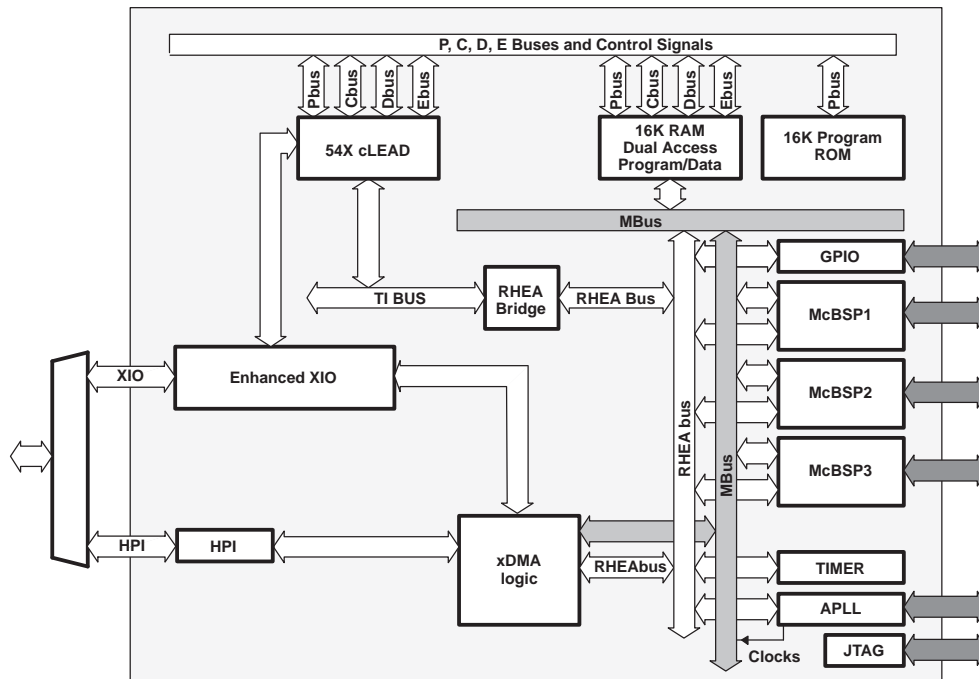 P, C, D, E Buses and Control Signals
Pbus
Cbus
Dbus
Ebus
Pbus
Cbus
Dbus
Ebus
Pbus
54X cLEAD
16K RAM
Dual Access
Program/Data
16K Program
ROM
MBus
GPIO
TI BUS
RHEA
Bridge
RHEA Bus
McBSP1
XIO
Enhanced XIO
McBSP2
RHEA bus
MBus
McBSP3
HPI
HPI
xDMA
logic
RHEAbus
TIMER
APLL
Clocks
JTAG